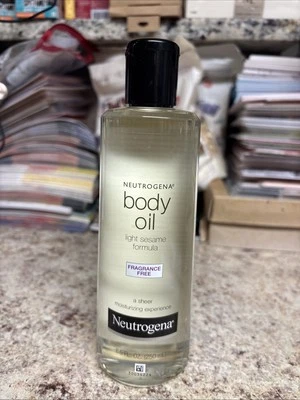 NEUTROGENA®
body
oil
light sesame
formula
FRAGRANCE
FREE
a sheer
moisturizing experience
Neutrogena®